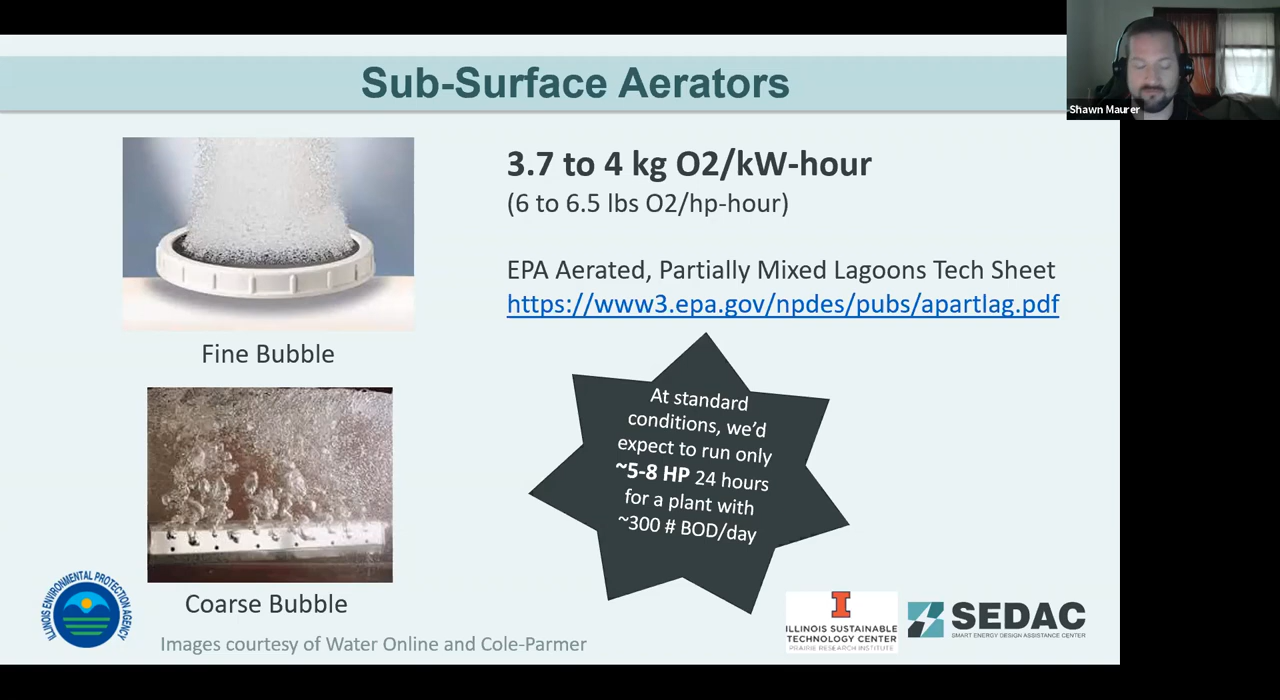 Sub-Surface Aerators
Shawn Maurer
3.7 to 4 kg O2/kW-hour
(6 to 6.5 lbs O2/hp-hour)
EPA Aerated, Partially Mixed Lagoons Tech Sheet
https://www3.epa.gov/npdes/pubs/apartlag.pdf
Fine Bubble
At standard
conditions, we’d
expect to run only
~5-8 HP 24 hours
for a plant with
~300 # BOD/day
Coarse Bubble
Images courtesy of Water Online and Cole-Parmer
ILLINOIS ENVIRONMENTAL PROTECTION AGENCY
ILLINOIS SUSTAINABLE
TECHNOLOGY CENTER
PRAIRIE RESEARCH INSTITUTE
SEDAC
SMART ENERGY DESIGN ASSISTANCE CENTER